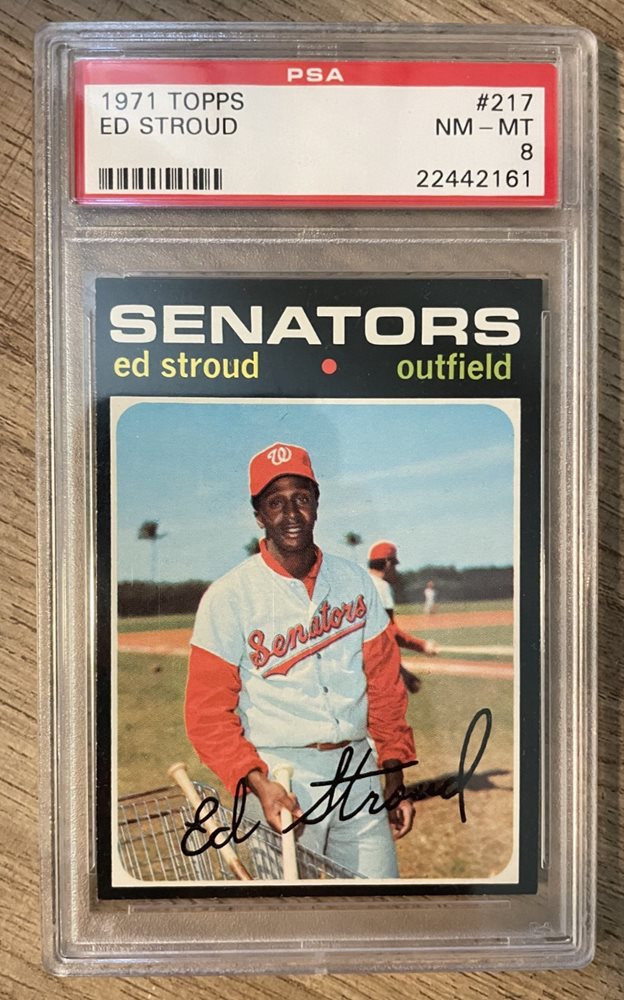 PSA
1971 TOPPS #217
ED STROUD NM - MT
8
22442161
SENATORS
ed stroud • outfield
W
Senators
Ed Stroud